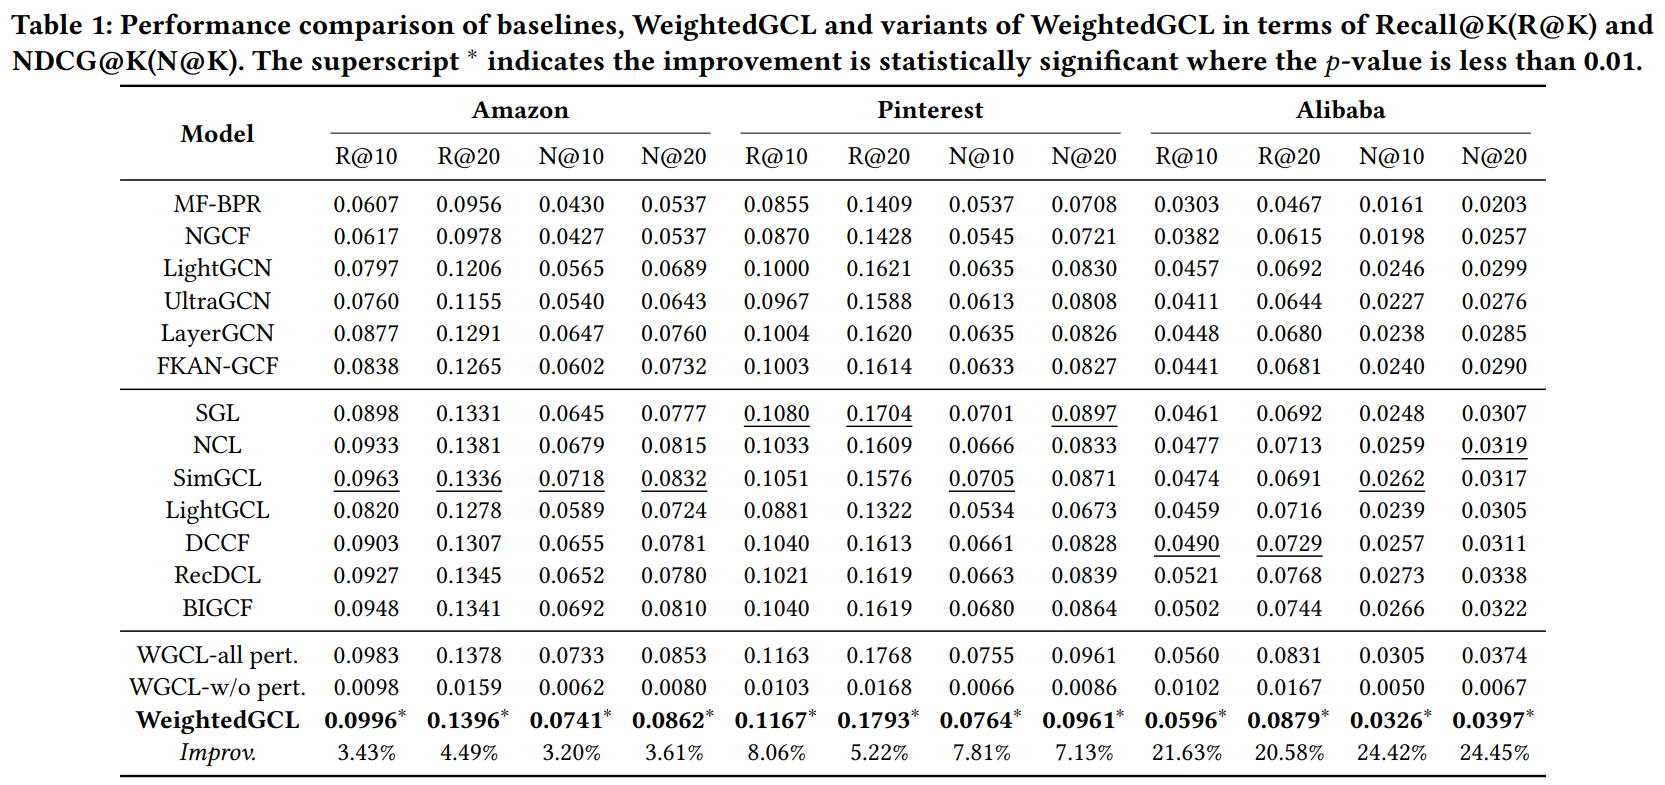 Table 1: Performance comparison of baselines, WeightedGCL and variants of WeightedGCL in terms of Recall@K(R@K) and
NDCG@K(N@K). The superscript * indicates the improvement is statistically significant where the p-value is less than 0.01.
Model Amazon Pinterest Alibaba
R@10 R@20 N@10 N@20 R@10 R@20 N@10 N@20 R@10 R@20 N@10 N@20
MF-BPR 0.0607 0.0956 0.0430 0.0537 0.0855 0.1409 0.0537 0.0708 0.0303 0.0467 0.0161 0.0203
NGCF 0.0617 0.0978 0.0427 0.0537 0.0870 0.1428 0.0545 0.0721 0.0382 0.0615 0.0198 0.0257
LightGCN 0.0797 0.1206 0.0565 0.0689 0.1000 0.1621 0.0635 0.0830 0.0457 0.0692 0.0246 0.0299
UltraGCN 0.0760 0.1155 0.0540 0.0643 0.0967 0.1588 0.0613 0.0808 0.0411 0.0644 0.0227 0.0276
LayerGCN 0.0877 0.1291 0.0647 0.0760 0.1004 0.1620 0.0635 0.0826 0.0448 0.0680 0.0238 0.0285
FKAN-GCF 0.0838 0.1265 0.0602 0.0732 0.1003 0.1614 0.0633 0.0827 0.0441 0.0681 0.0240 0.0290
SGL 0.0898 0.1331 0.0645 0.0777 0.1080 0.1704 0.0701 0.0897 0.0461 0.0692 0.0248 0.0307
NCL 0.0933 0.1381 0.0679 0.0815 0.1033 0.1609 0.0666 0.0833 0.0477 0.0713 0.0259 0.0319
SimGCL 0.0963 0.1336 0.0718 0.0832 0.1051 0.1576 0.0705 0.0871 0.0474 0.0691 0.0262 0.0317
LightGCL 0.0820 0.1278 0.0589 0.0724 0.0881 0.1322 0.0534 0.0673 0.0459 0.0716 0.0239 0.0305
DCCF 0.0903 0.1307 0.0655 0.0781 0.1040 0.1613 0.0661 0.0828 0.0490 0.0729 0.0257 0.0311
RecDCL 0.0927 0.1345 0.0652 0.0780 0.1021 0.1619 0.0663 0.0839 0.0521 0.0768 0.0273 0.0338
BIGCF 0.0948 0.1341 0.0692 0.0810 0.1040 0.1619 0.0680 0.0864 0.0502 0.0744 0.0266 0.0322
WGCL-all pert. 0.0983 0.1378 0.0733 0.0853 0.1163 0.1768 0.0755 0.0961 0.0560 0.0831 0.0305 0.0374
WGCL-w/o pert. 0.0098 0.0159 0.0062 0.0080 0.0103 0.0168 0.0066 0.0086 0.0102 0.0167 0.0050 0.0067
WeightedGCL 0.0996* 0.1396* 0.0741* 0.0862* 0.1167* 0.1793* 0.0764* 0.0961* 0.0596* 0.0879* 0.0326* 0.0397*
Improv. 3.43% 4.49% 3.20% 3.61% 8.06% 5.22% 7.81% 7.13% 21.63% 20.58% 24.42% 24.45%